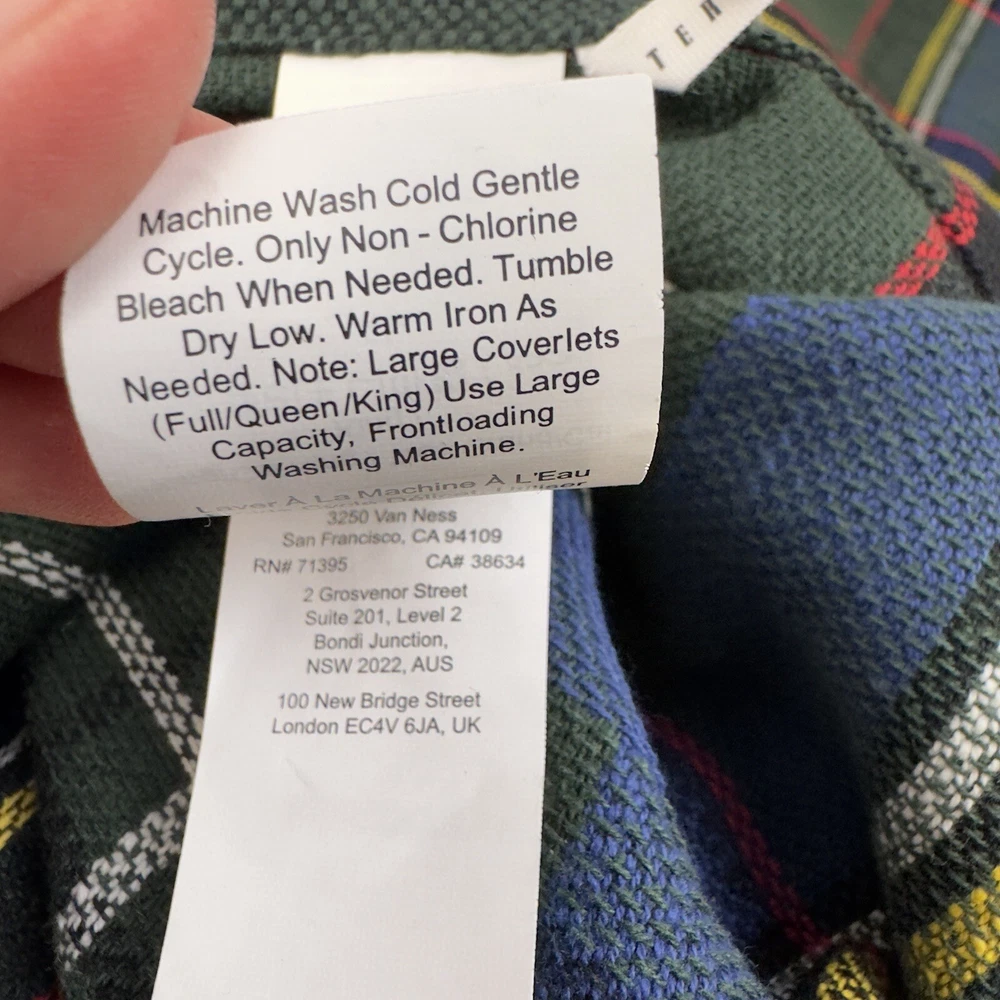 TER
Machine Wash Cold Gentle
Cycle. Only Non - Chlorine
Bleach When Needed. Tumble
Dry Low. Warm Iron As
Needed. Note: Large Coverlets
(Full/Queen/King) Use Large
Capacity, Frontloading
Washing Machine.
Laver À La Machine À L'Eau
3250 Van Ness
San Francisco, CA 94109
RN# 71395 CA# 38634
2 Grosvenor Street
Suite 201, Level 2
Bondi Junction,
NSW 2022, AUS
100 New Bridge Street
London EC4V 6JA, UK